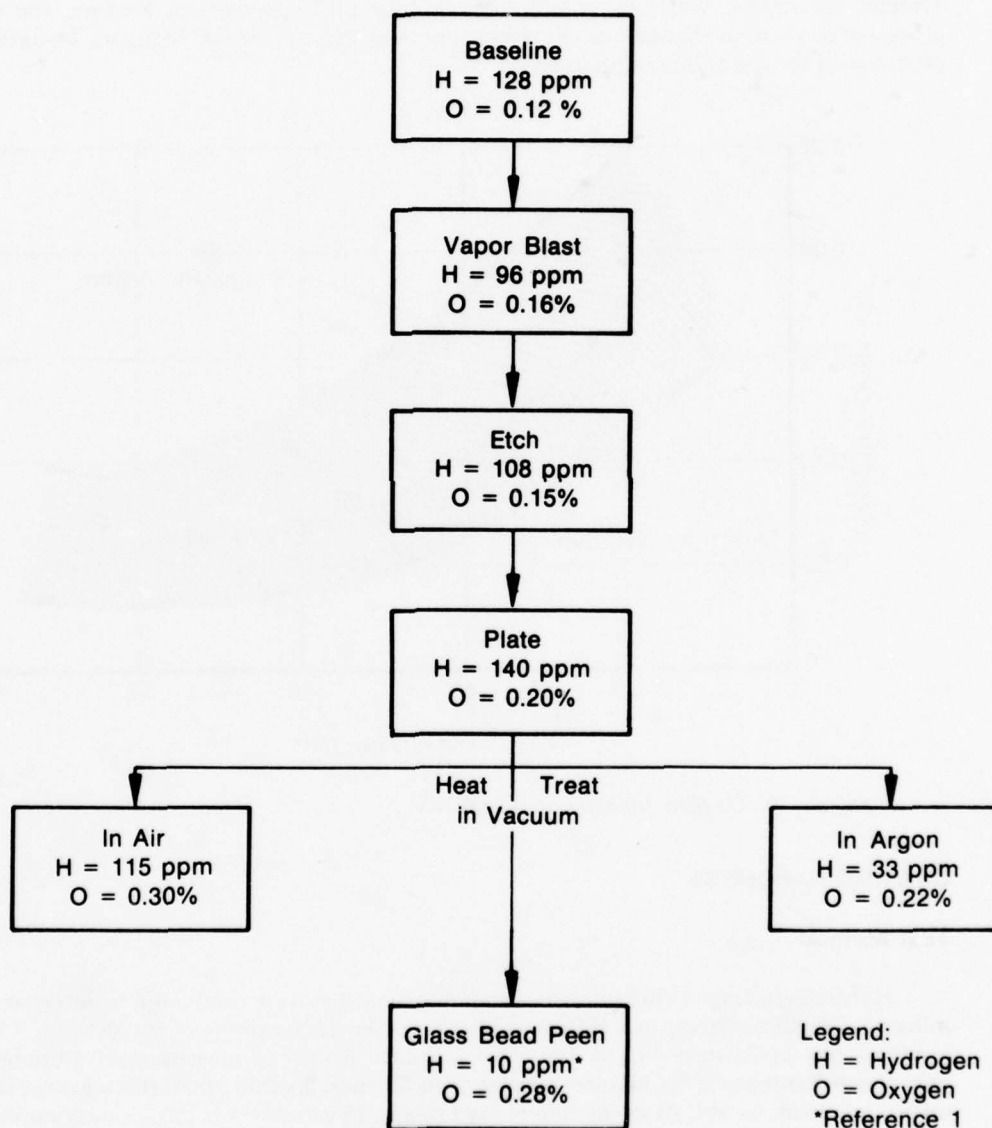 Baseline
H = 128 ppm
O = 0.12 %
Vapor Blast
H = 96 ppm
O = 0.16%
Etch
H = 108 ppm
O = 0.15%
Plate
H = 140 ppm
O = 0.20%
Heat Treat
in Vacuum
In Air
H = 115 ppm
O = 0.30%
In Argon
H = 33 ppm
O = 0.22%
Glass Bead Peen
H = 10 ppm*
O = 0.28%
Legend:
H = Hydrogen
O = Oxygen
*Reference 1